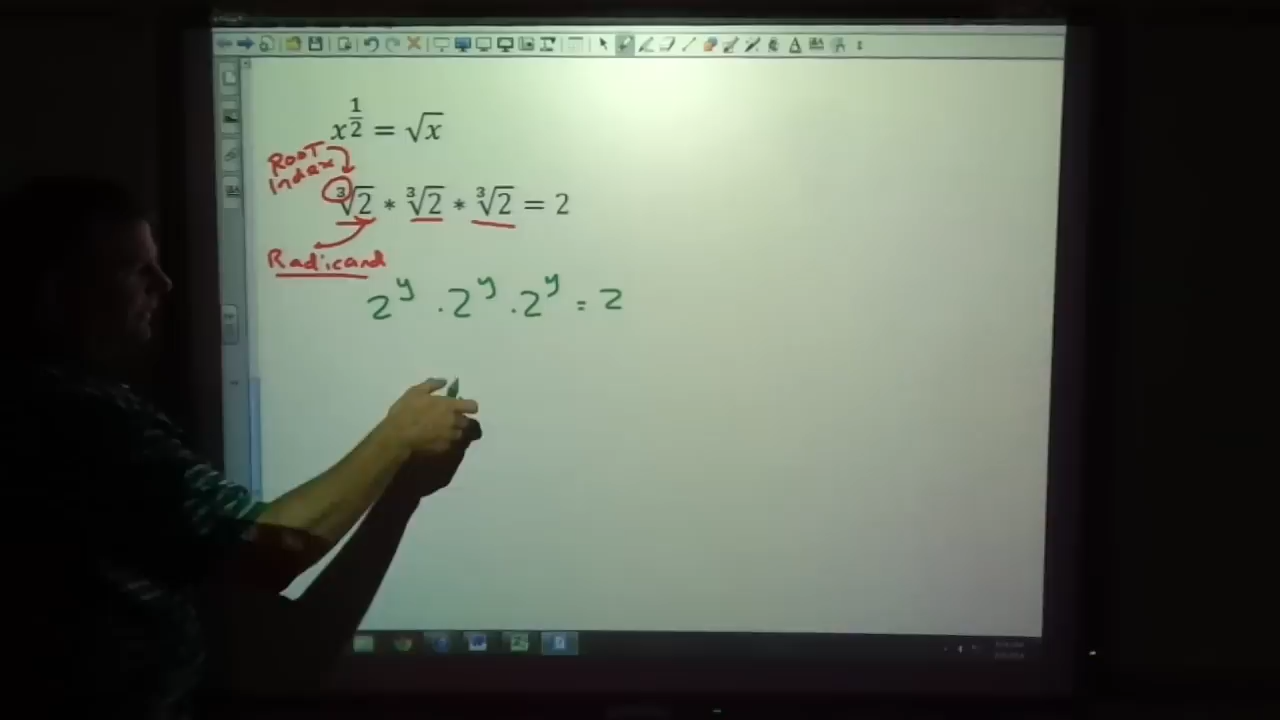 x^{1/2} = √x
Root
Index
∛2 * ∛2 * ∛2 = 2
Radicand
2^y · 2^y · 2^y = 2